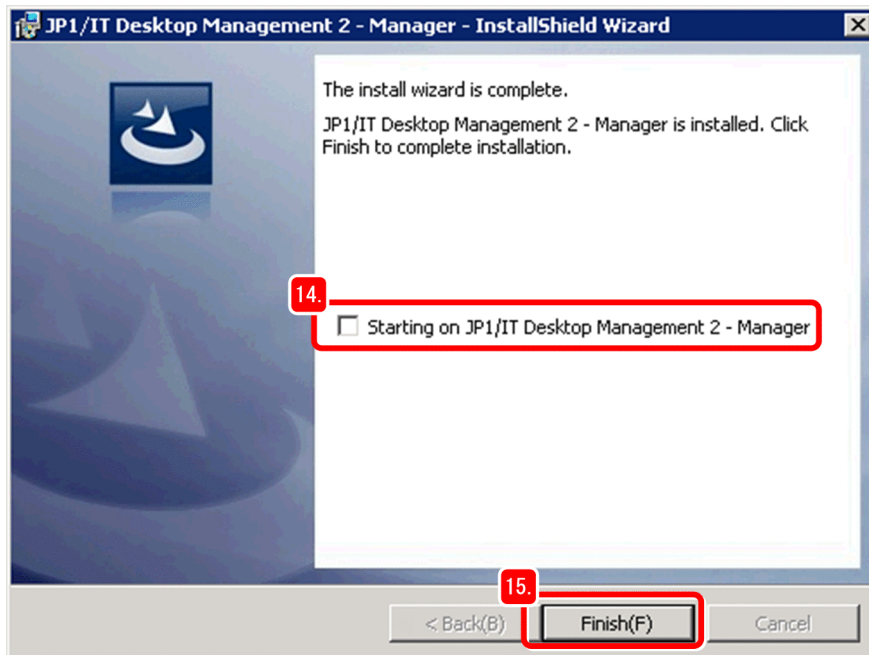 JP1/IT Desktop Management 2 - Manager - InstallShield Wizard
The install wizard is complete.
JP1/IT Desktop Management 2 - Manager is installed. Click
Finish to complete installation.
14.
Starting on JP1/IT Desktop Management 2 - Manager
15.
< Back(B)
Finish(F)
Cancel